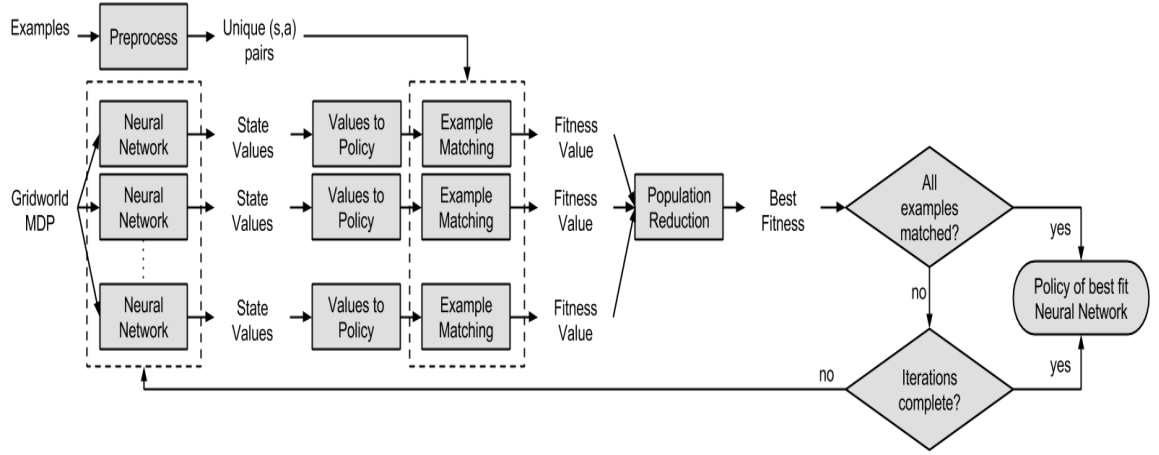 Examples
Preprocess
Unique (s,a)
pairs
Neural
Network
State
Values
Values to
Policy
Example
Matching
Fitness
Value
Gridworld
MDP
Neural
Network
State
Values
Values to
Policy
Example
Matching
Fitness
Value
Population
Reduction
Best
Fitness
All
examples
matched?
yes
no
Policy of best fit
Neural Network
Neural
Network
State
Values
Values to
Policy
Example
Matching
Fitness
Value
Iterations
complete?
yes
no